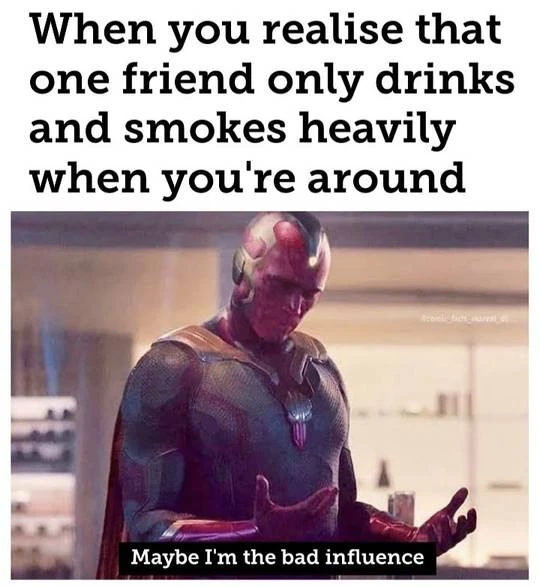 When you realise that
one friend only drinks
and smokes heavily
when you're around
Maybe I'm the bad influence